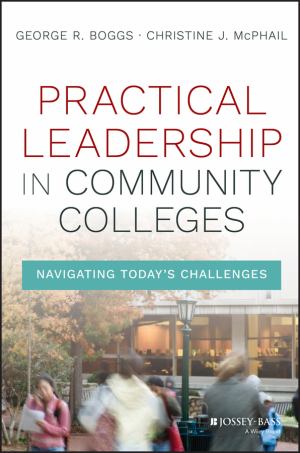 GEORGE R. BOGGS · CHRISTINE J. McPHAIL
PRACTICAL
LEADERSHIP
IN COMMUNITY
COLLEGES
NAVIGATING TODAY'S CHALLENGES
JOSSEY-BASS
A Wiley Brand